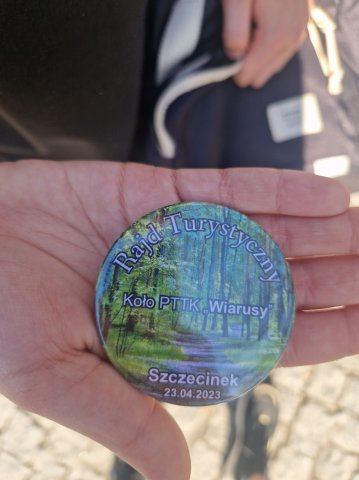 Rajd Turystyczny
Koło PTTK „Wiarusy"
Szczecinek
23.04.2023